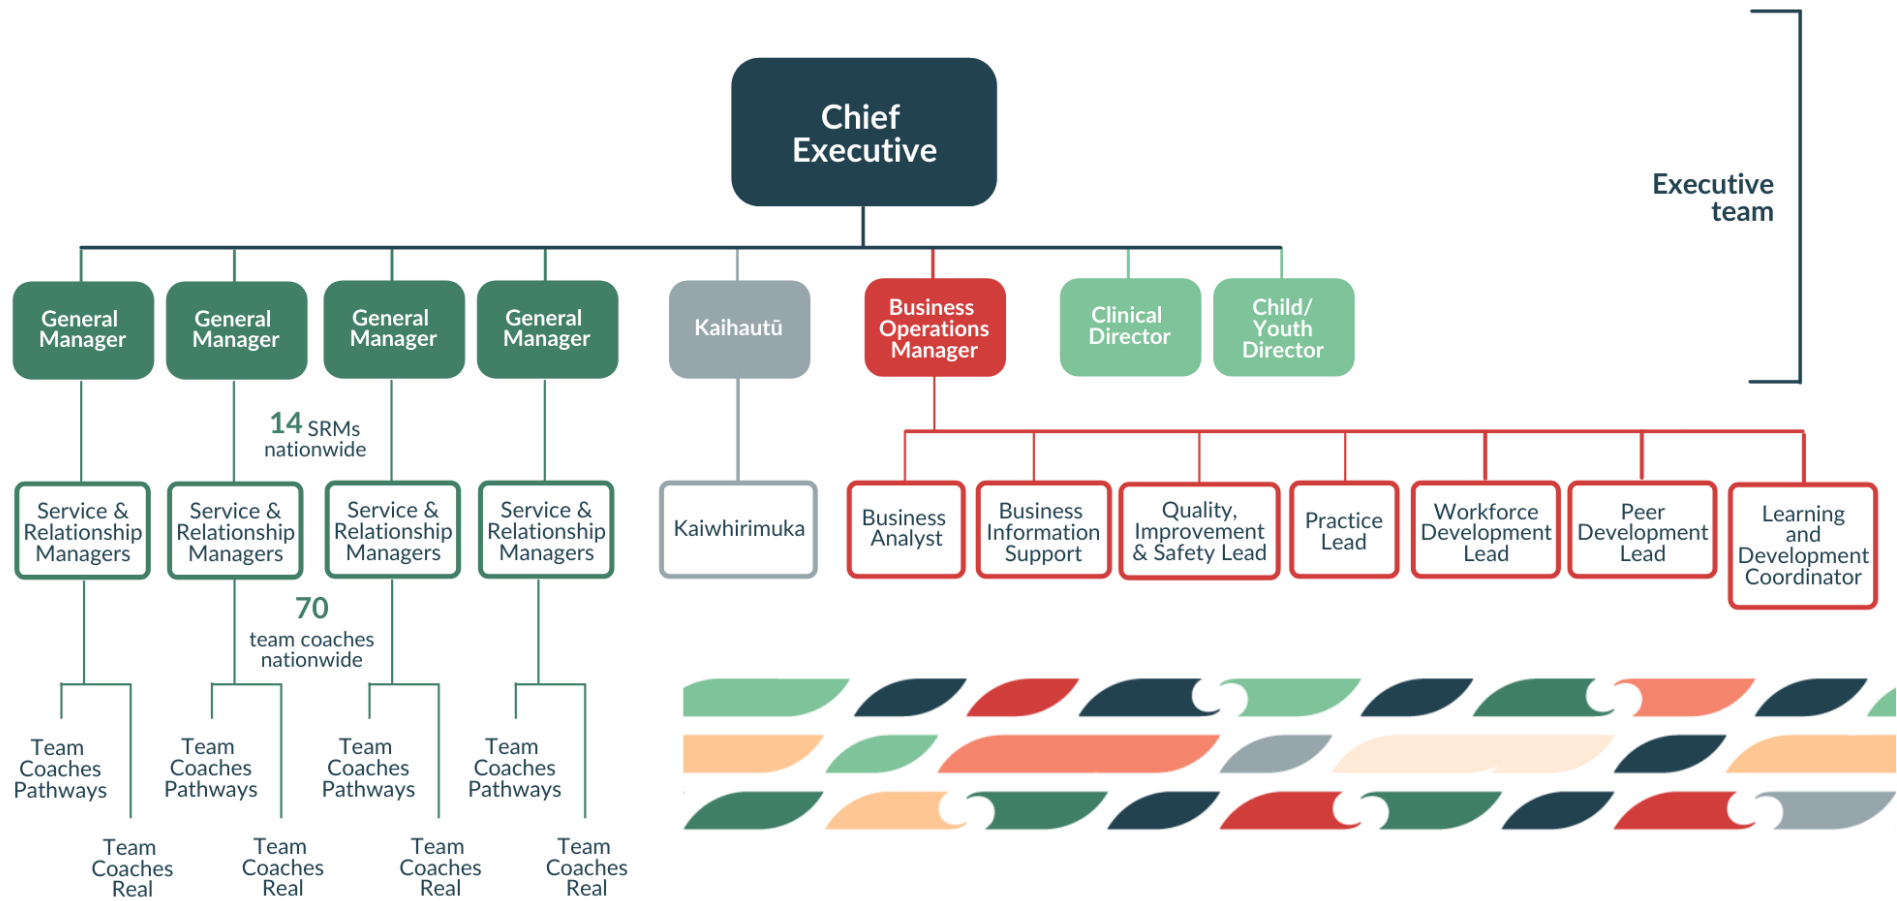 Chief
Executive
Executive
team
General
Manager
General
Manager
General
Manager
General
Manager
Kaihautū
Business
Operations
Manager
Clinical
Director
Child/
Youth
Director
14 SRMs
nationwide
Service &
Relationship
Managers
Service &
Relationship
Managers
Service &
Relationship
Managers
Service &
Relationship
Managers
Kaiwhirimuka
Business
Analyst
Business
Information
Support
Quality,
Improvement
& Safety Lead
Practice
Lead
Workforce
Development
Lead
Peer
Development
Lead
Learning
and
Development
Coordinator
70
team coaches
nationwide
Team
Coaches
Pathways
Team
Coaches
Pathways
Team
Coaches
Pathways
Team
Coaches
Pathways
Team
Coaches
Real
Team
Coaches
Real
Team
Coaches
Real
Team
Coaches
Real